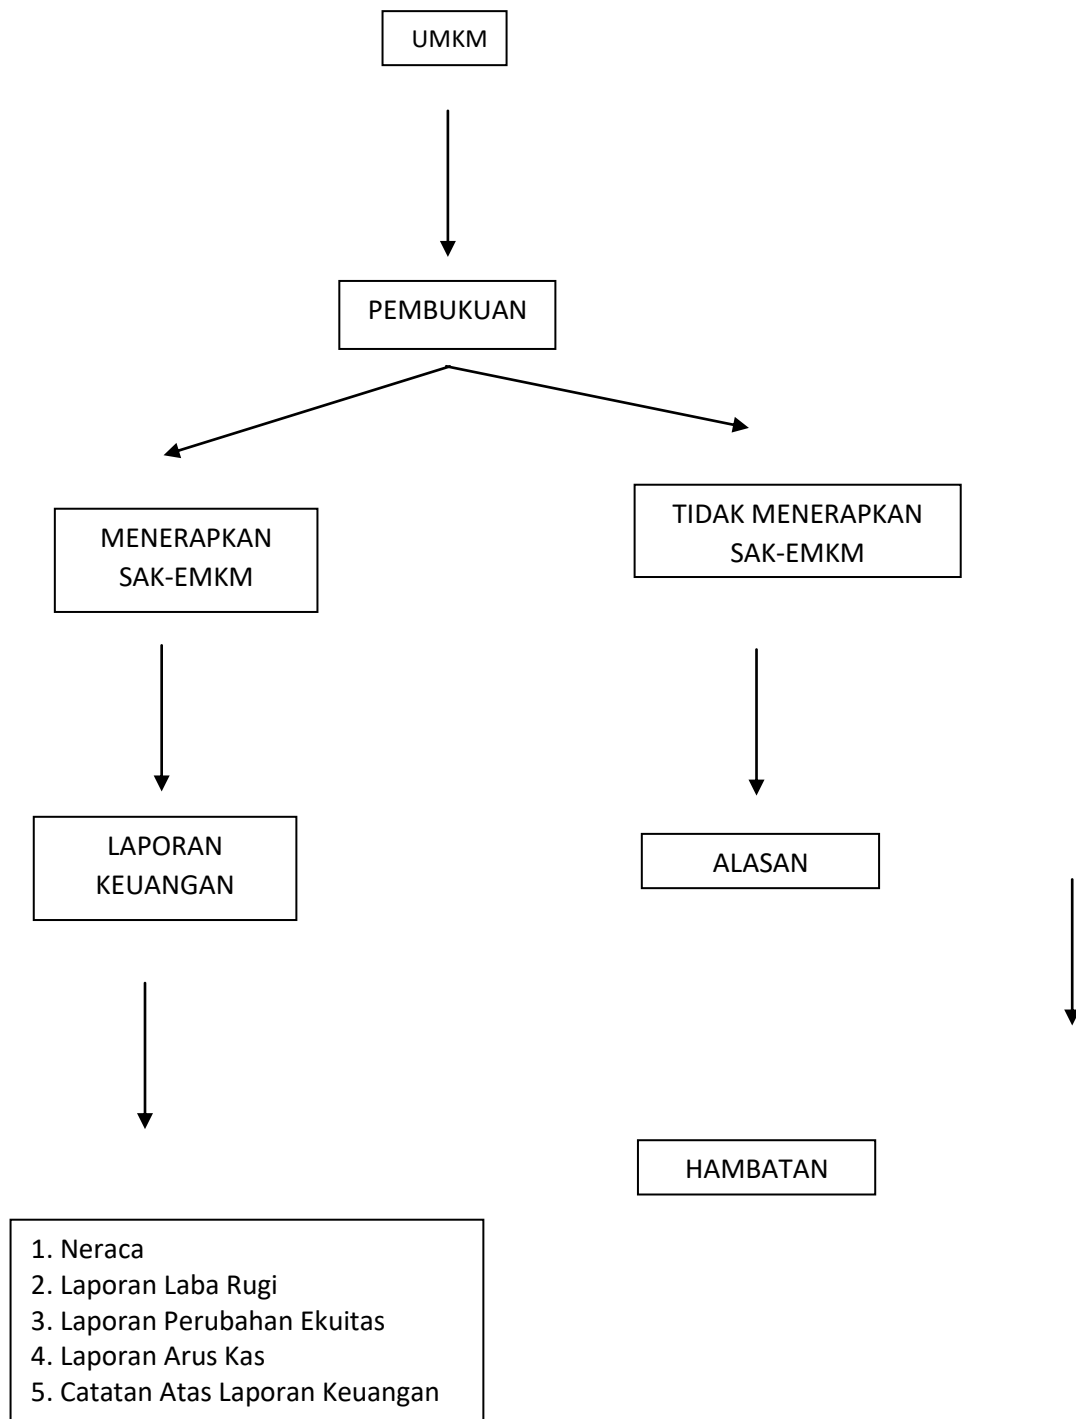 UMKM
PEMBUKUAN
MENERAPKAN
SAK-EMKM
TIDAK MENERAPKAN
SAK-EMKM
LAPORAN
KEUANGAN
ALASAN
HAMBATAN
1. Neraca
2. Laporan Laba Rugi
3. Laporan Perubahan Ekuitas
4. Laporan Arus Kas
5. Catatan Atas Laporan Keuangan